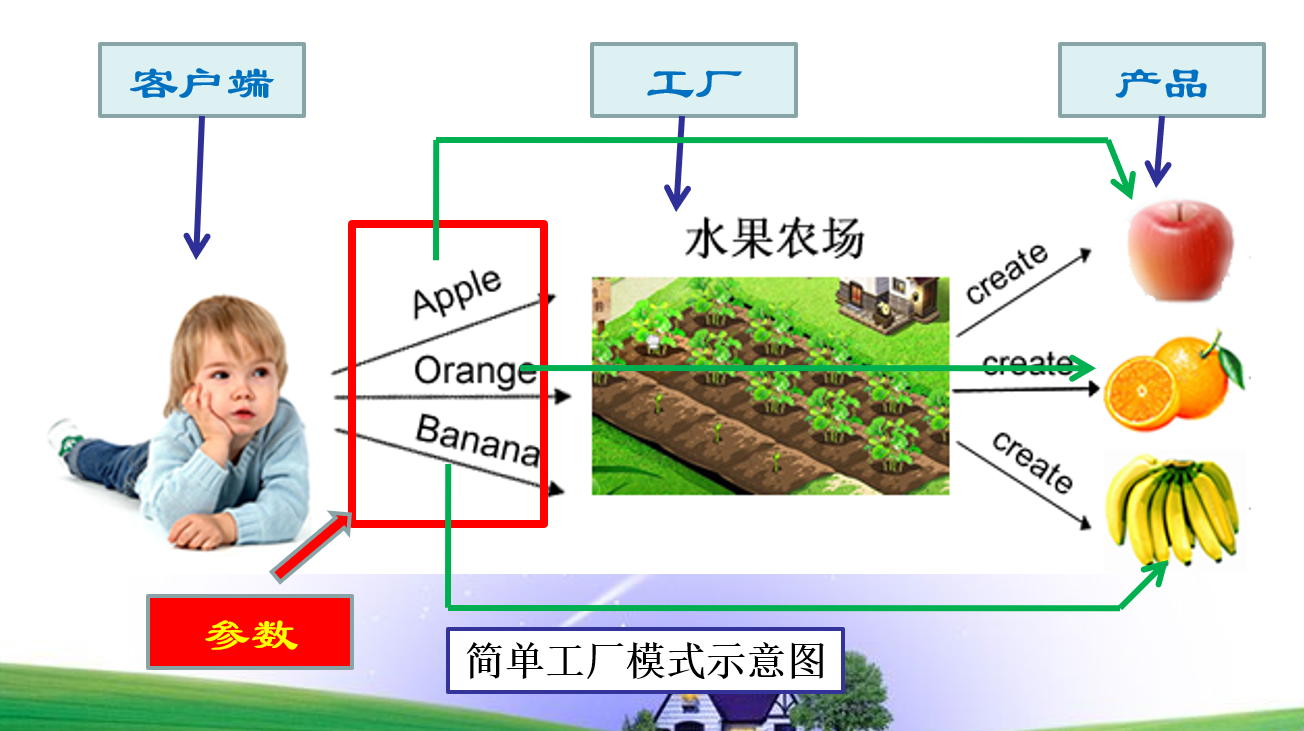 客户端
工厂
产品
水果农场
Apple
Orange
Banana
create
create
create
参数
简单工厂模式示意图